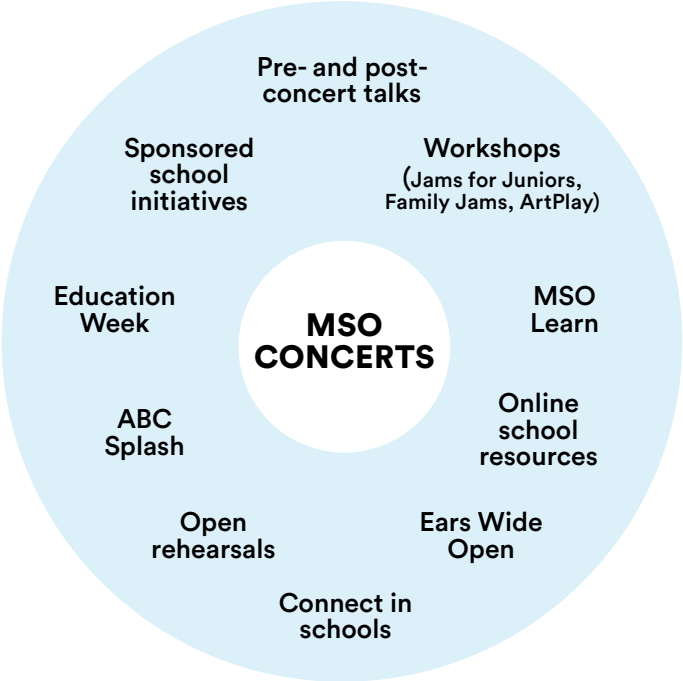 Pre- and post-
concert talks
Sponsored
school
initiatives
Workshops
(Jams for Juniors,
Family Jams, ArtPlay)
Education
Week
MSO
CONCERTS
MSO
Learn
ABC
Splash
Online
school
resources
Open
rehearsals
Ears Wide
Open
Connect in
schools